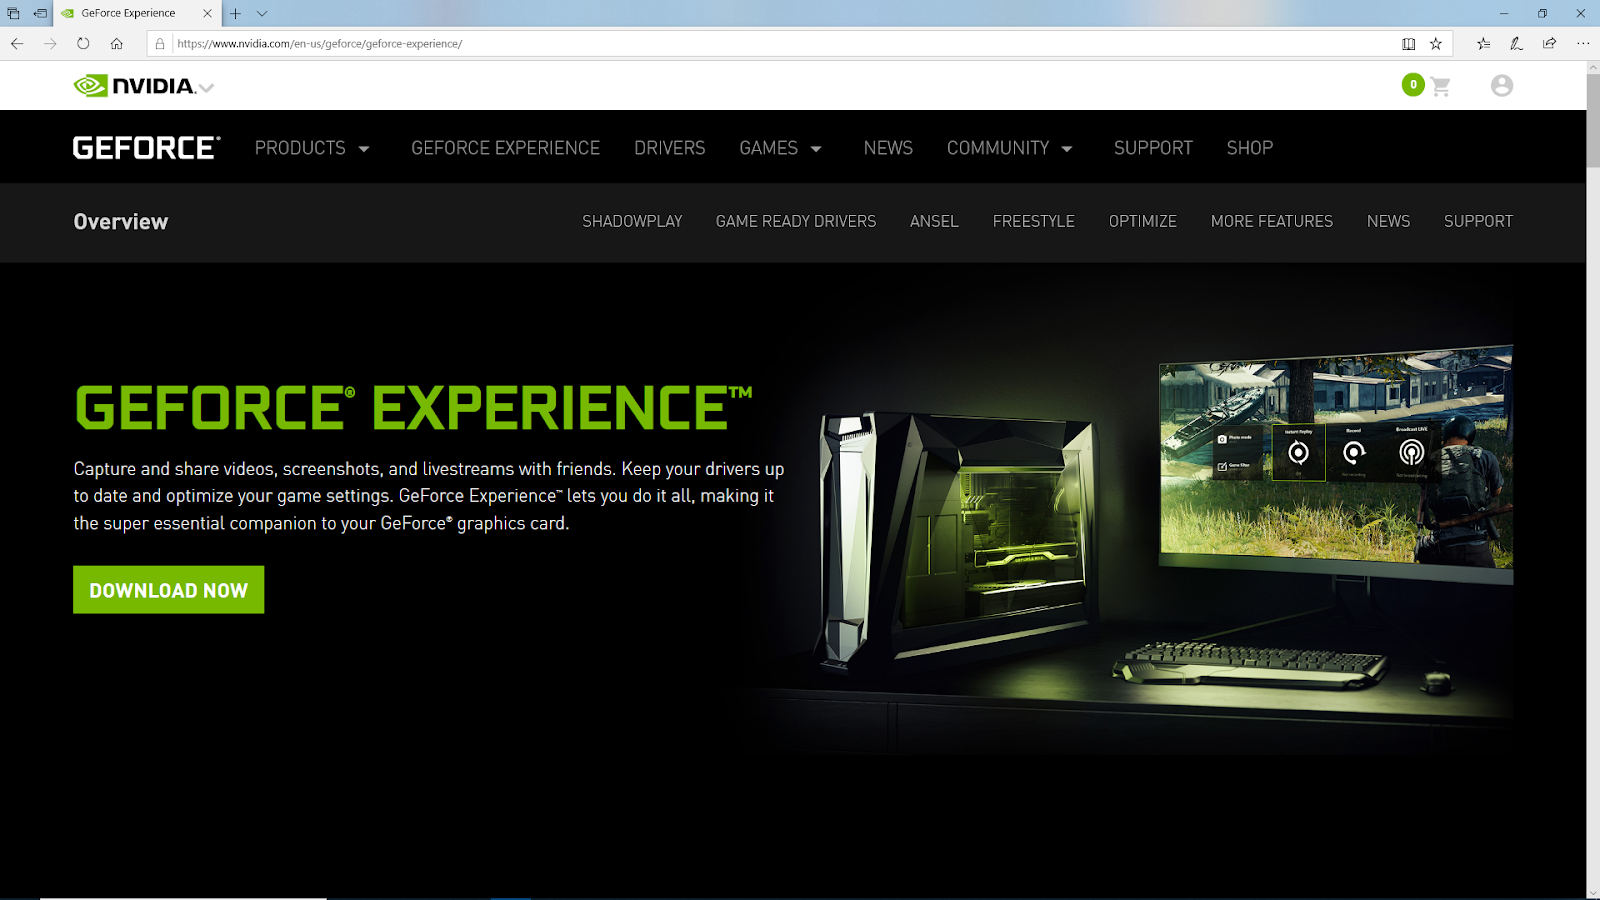 GeForce Experience
https://www.nvidia.com/en-us/geforce/geforce-experience/
NVIDIA.
0
GEFORCE®
PRODUCTS
GEFORCE EXPERIENCE
DRIVERS
GAMES
NEWS
COMMUNITY
SUPPORT
SHOP
Overview
SHADOWPLAY
GAME READY DRIVERS
ANSEL
FREESTYLE
OPTIMIZE
MORE FEATURES
NEWS
SUPPORT
GEFORCE® EXPERIENCE™
Capture and share videos, screenshots, and livestreams with friends. Keep your drivers up
to date and optimize your game settings. GeForce Experience™ lets you do it all, making it
the super essential companion to your GeForce® graphics card.
DOWNLOAD NOW
Photo mode
Game filter
Instant Replay
Record
Broadcast LIVE